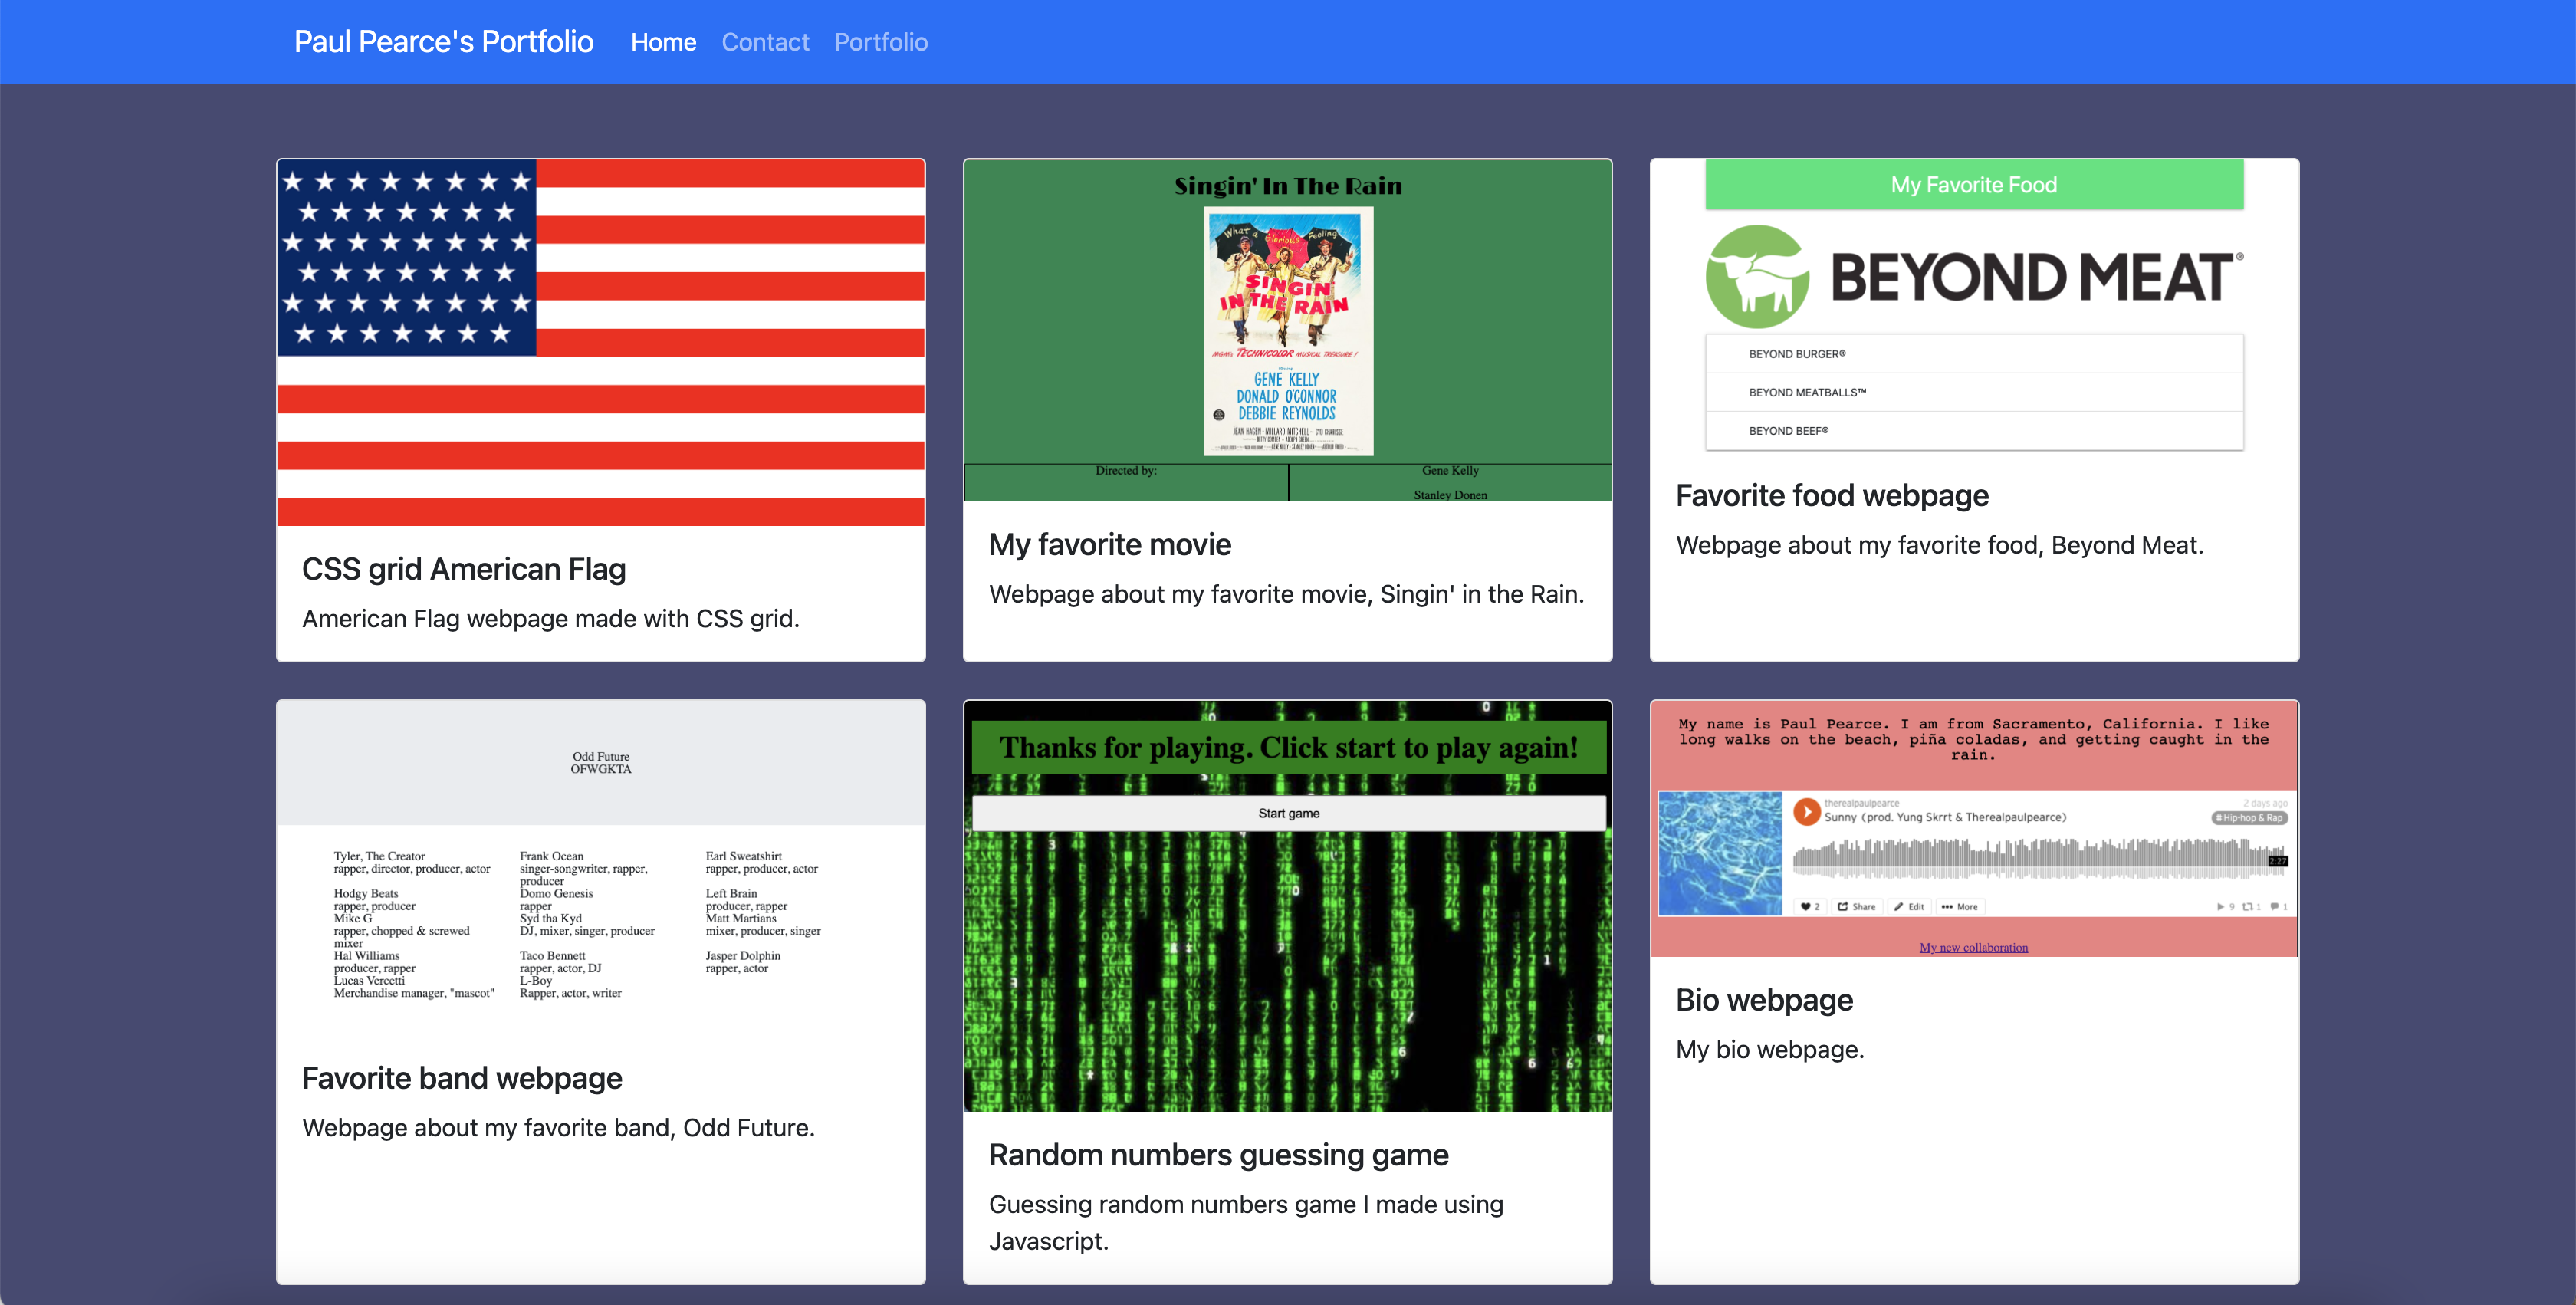 Paul Pearce's Portfolio Home Contact Portfolio
CSS grid American Flag
American Flag webpage made with CSS grid.
Singin' In The Rain
What a Glorious Feeling
SINGIN'
IN THE RAIN
MGM's TECHNICOLOR MUSICAL TREASURE!
GENE KELLY
DONALD O'CONNOR
DEBBIE REYNOLDS
JEAN HAGEN · MILLARD MITCHELL
Directed by: Gene Kelly
Stanley Donen
My favorite movie
Webpage about my favorite movie, Singin' in the Rain.
My Favorite Food
BEYOND MEAT®
BEYOND BURGER®
BEYOND MEATBALLS™
BEYOND BEEF®
Favorite food webpage
Webpage about my favorite food, Beyond Meat.
Odd Future
OFWGKTA
Tyler, The Creator
rapper, director, producer, actor
Hodgy Beats
rapper, producer
Mike G
rapper, chopped & screwed
mixer
Hal Williams
producer, rapper
Lucas Vercetti
Merchandise manager, "mascot"
Frank Ocean
singer-songwriter, rapper,
producer
Domo Genesis
rapper
Syd tha Kyd
DJ, mixer, singer, producer
Taco Bennett
rapper, actor, DJ
L-Boy
Rapper, actor, writer
Earl Sweatshirt
rapper, producer, actor
Left Brain
producer, rapper
Matt Martians
mixer, producer, singer
Jasper Dolphin
rapper, actor
Favorite band webpage
Webpage about my favorite band, Odd Future.
Thanks for playing. Click start to play again!
Start game
Random numbers guessing game
Guessing random numbers game I made using
Javascript.
My name is Paul Pearce. I am from Sacramento, California. I like
long walks on the beach, piña coladas, and getting caught in the
rain.
therealpaulpearce 2 days ago
Sunny (prod. Yung Skrrt & Therealpaulpearce) # Hip-hop & Rap
2:27
2 Share Edit More 9 1 1
My new collaboration
Bio webpage
My bio webpage.